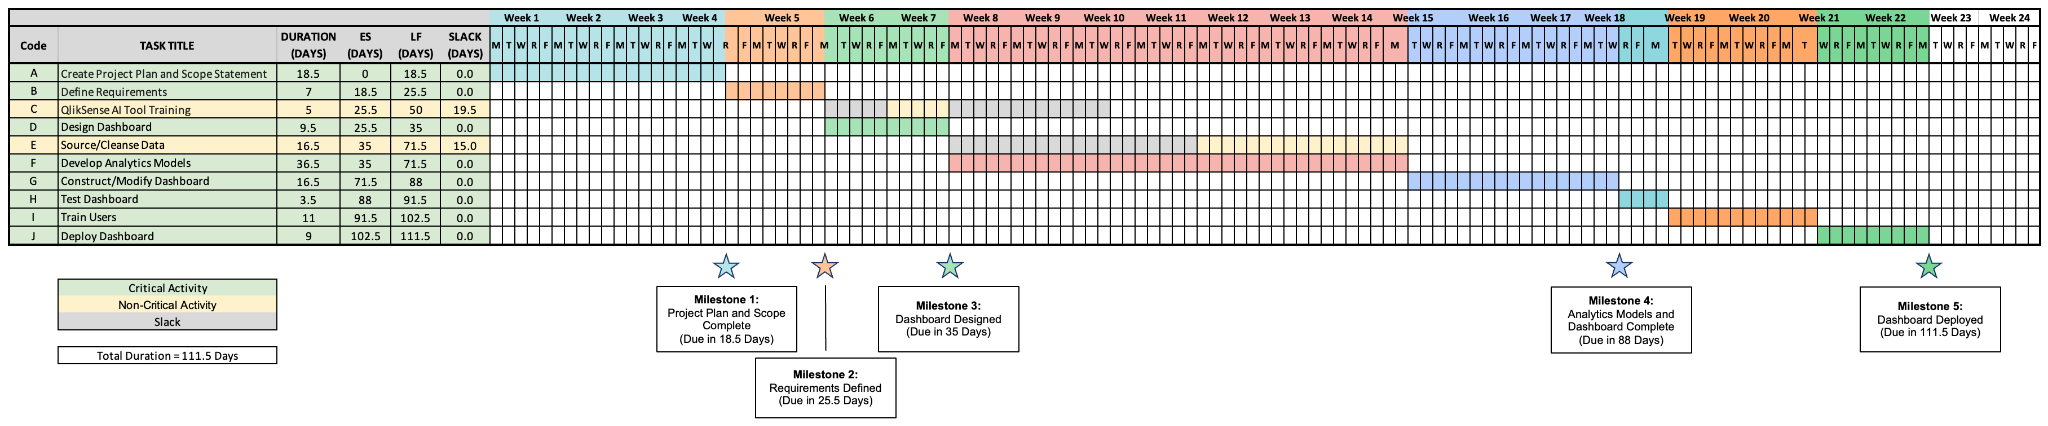 Week 1 Week 2 Week 3 Week 4 Week 5 Week 6 Week 7 Week 8 Week 9 Week 10 Week 11 Week 12 Week 13 Week 14 Week 15 Week 16 Week 17 Week 18 Week 19 Week 20 Week 21 Week 22 Week 23 Week 24
Code TASK TITLE DURATION (DAYS) ES (DAYS) LF (DAYS) SLACK (DAYS) M T W R F M T W R F M T W R F M T W R F M T W R F M T W R F M T W R F M T W R F M T W R F M T W R F M T W R F M T W R F M T W R F M T W R F M T W R F M T W R F M T W R F M T W R F M T W R F M T W R F M T W R F M T W R F M T W R F M T W R F
A Create Project Plan and Scope Statement 18.5 0 18.5 0.0
B Define Requirements 7 18.5 25.5 0.0
C QlikSense AI Tool Training 5 25.5 50 19.5
D Design Dashboard 9.5 25.5 35 0.0
E Source/Cleanse Data 16.5 35 71.5 15.0
F Develop Analytics Models 36.5 35 71.5 0.0
G Construct/Modify Dashboard 16.5 71.5 88 0.0
H Test Dashboard 3.5 88 91.5 0.0
I Train Users 11 91.5 102.5 0.0
J Deploy Dashboard 9 102.5 111.5 0.0
Critical Activity
Non-Critical Activity
Slack
Total Duration = 111.5 Days
Milestone 1:
Project Plan and Scope
Complete
(Due in 18.5 Days)
Milestone 2:
Requirements Defined
(Due in 25.5 Days)
Milestone 3:
Dashboard Designed
(Due in 35 Days)
Milestone 4:
Analytics Models and
Dashboard Complete
(Due in 88 Days)
Milestone 5:
Dashboard Deployed
(Due in 111.5 Days)